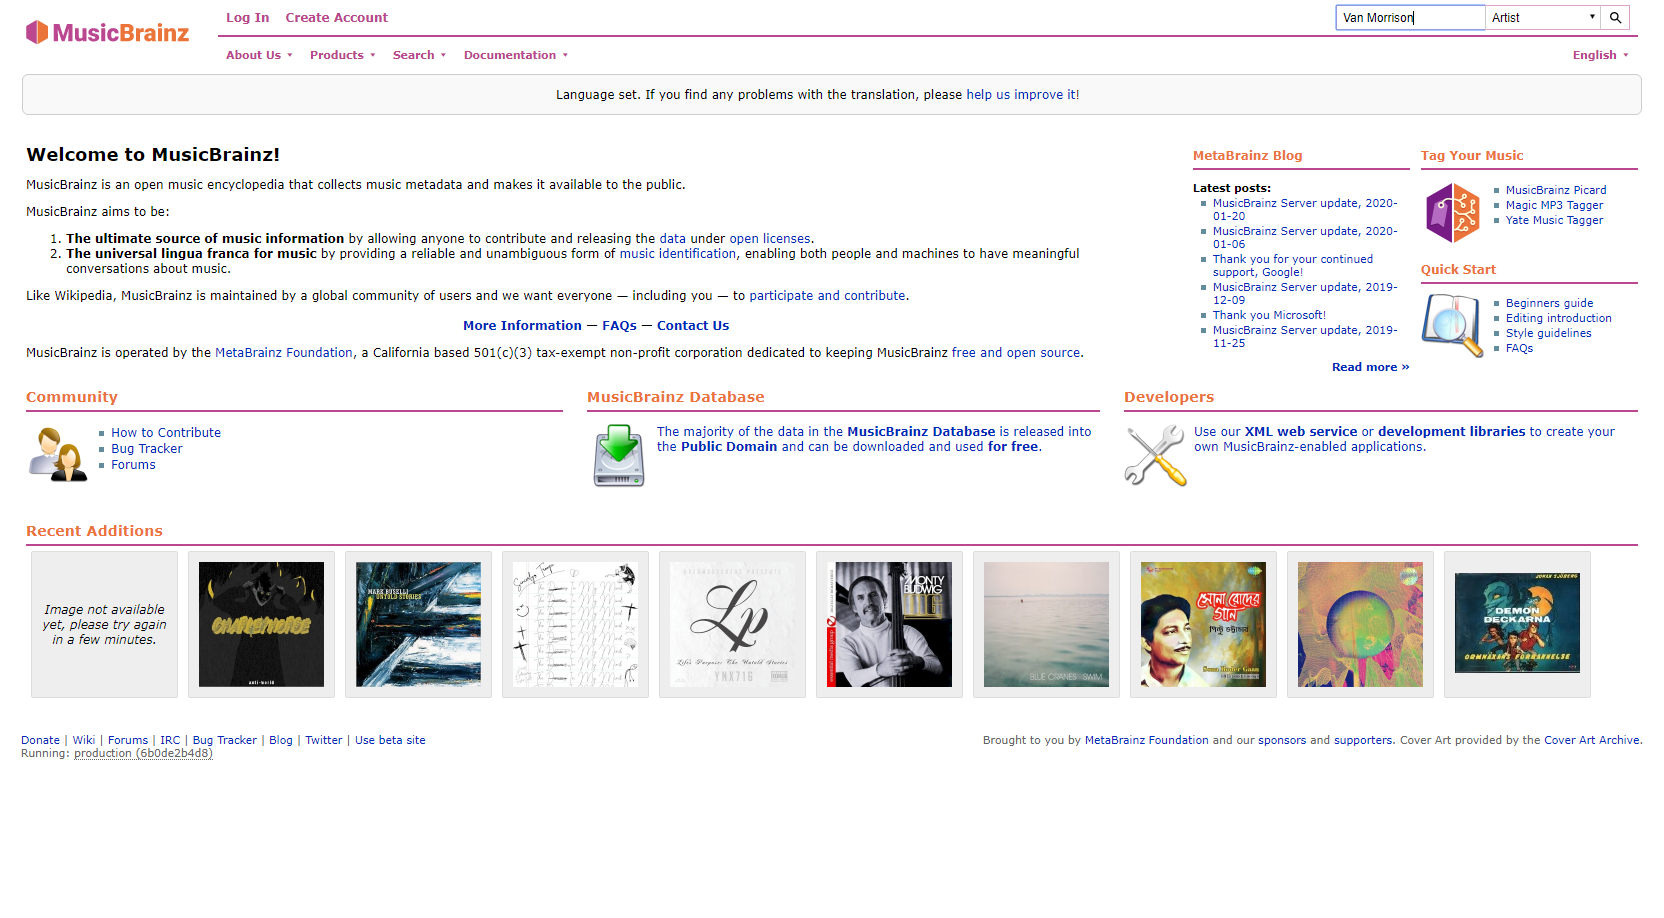 MusicBrainz
Log In Create Account
Van Morrison Artist
About Us Products Search Documentation
English
Language set. If you find any problems with the translation, please help us improve it!
Welcome to MusicBrainz!
MusicBrainz is an open music encyclopedia that collects music metadata and makes it available to the public.
MusicBrainz aims to be:
1. The ultimate source of music information by allowing anyone to contribute and releasing the data under open licenses.
2. The universal lingua franca for music by providing a reliable and unambiguous form of music identification, enabling both people and machines to have meaningful
conversations about music.
Like Wikipedia, MusicBrainz is maintained by a global community of users and we want everyone — including you — to participate and contribute.
More Information — FAQs — Contact Us
MusicBrainz is operated by the MetaBrainz Foundation, a California based 501(c)(3) tax-exempt non-profit corporation dedicated to keeping MusicBrainz free and open source.
MetaBrainz Blog
Latest posts:
MusicBrainz Server update, 2020-
01-20
MusicBrainz Server update, 2020-
01-06
Thank you for your continued
support, Google!
MusicBrainz Server update, 2019-
12-09
Thank you Microsoft!
MusicBrainz Server update, 2019-
11-25
Read more »
Tag Your Music
MusicBrainz Picard
Magic MP3 Tagger
Yate Music Tagger
Quick Start
Beginners guide
Editing introduction
Style guidelines
FAQs
Community
How to Contribute
Bug Tracker
Forums
MusicBrainz Database
The majority of the data in the MusicBrainz Database is released into
the Public Domain and can be downloaded and used for free.
Developers
Use our XML web service or development libraries to create your
own MusicBrainz-enabled applications.
Recent Additions
Image not available
yet, please try again
in a few minutes.
anti-world
MARK RUSELLI
UNTOLD STORIES
Lp
Life's Purpose: The Untold Stories
YNX716
MONTY
BUDWIG
BLUE CRANES SWIM
সোনা রোদের
গান
Sona Roder Gaan
JOHAN SJÖBERG
DEMON
DECKARNA
ORMHÄXANS FÖRBANNELSE
Donate | Wiki | Forums | IRC | Bug Tracker | Blog | Twitter | Use beta site
Running: production (6b0de2b4d8)
Brought to you by MetaBrainz Foundation and our sponsors and supporters. Cover Art provided by the Cover Art Archive.